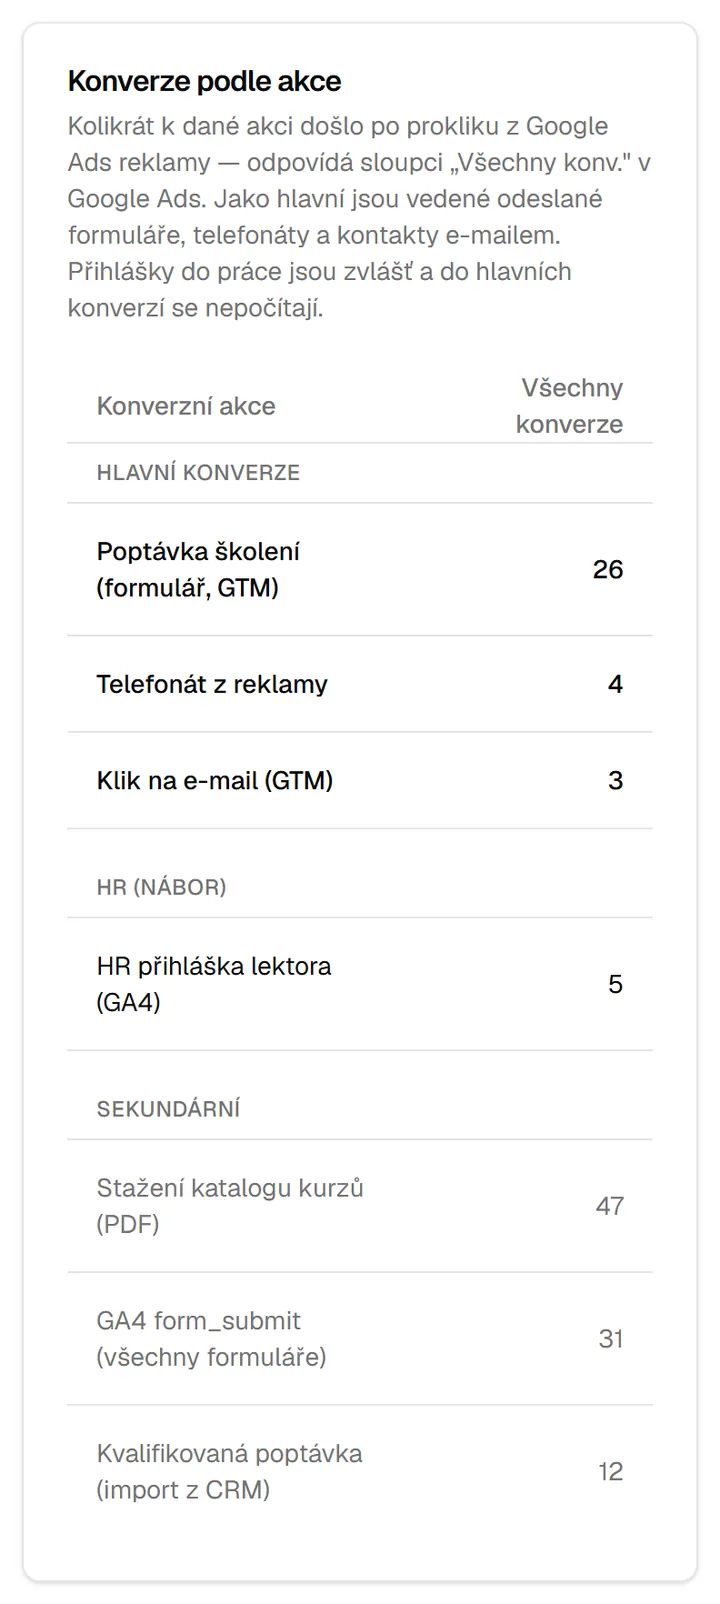 Konverze podle akce
Kolikrát k dané akci došlo po prokliku z Google
Ads reklamy — odpovídá sloupci „Všechny konv." v
Google Ads. Jako hlavní jsou vedené odeslané
formuláře, telefonáty a kontakty e-mailem.
Přihlášky do práce jsou zvlášť a do hlavních
konverzí se nepočítají.
Konverzní akce
Všechny
konverze
HLAVNÍ KONVERZE
Poptávka školení
(formulář, GTM)
26
Telefonát z reklamy
4
Klik na e-mail (GTM)
3
HR (NÁBOR)
HR přihláška lektora
(GA4)
5
SEKUNDÁRNÍ
Stažení katalogu kurzů
(PDF)
47
GA4 form_submit
(všechny formuláře)
31
Kvalifikovaná poptávka
(import z CRM)
12